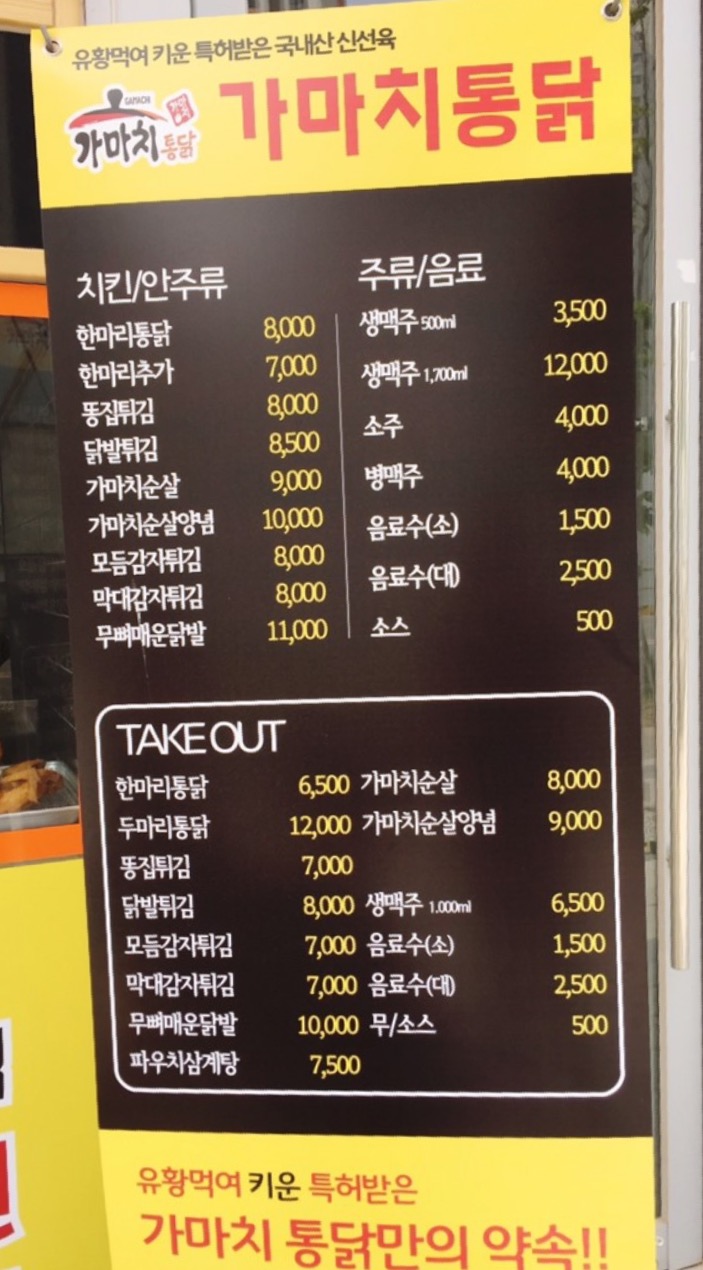 유황먹여 키운 특허받은 국내산 신선육
GAMACHI
가마치통닭
가마치통닭
치킨/안주류
한마리통닭 8,000
한마리추가 7,000
똥집튀김 8,000
닭발튀김 8,500
가마치순살 9,000
가마치순살양념 10,000
모듬감자튀김 8,000
막대감자튀김 8,000
무뼈매운닭발 11,000
주류/음료
생맥주 500ml 3,500
생맥주 1,700ml 12,000
소주 4,000
병맥주 4,000
음료수(소) 1,500
음료수(대) 2,500
소스 500
TAKE OUT
한마리통닭 6,500
두마리통닭 12,000
똥집튀김 7,000
닭발튀김 8,000
모듬감자튀김 7,000
막대감자튀김 7,000
무뼈매운닭발 10,000
파우치삼계탕 7,500
가마치순살 8,000
가마치순살양념 9,000
생맥주 1.000ml 6,500
음료수(소) 1,500
음료수(대) 2,500
무/소스 500
유황먹여 키운 특허받은
가마치 통닭만의 약속!!